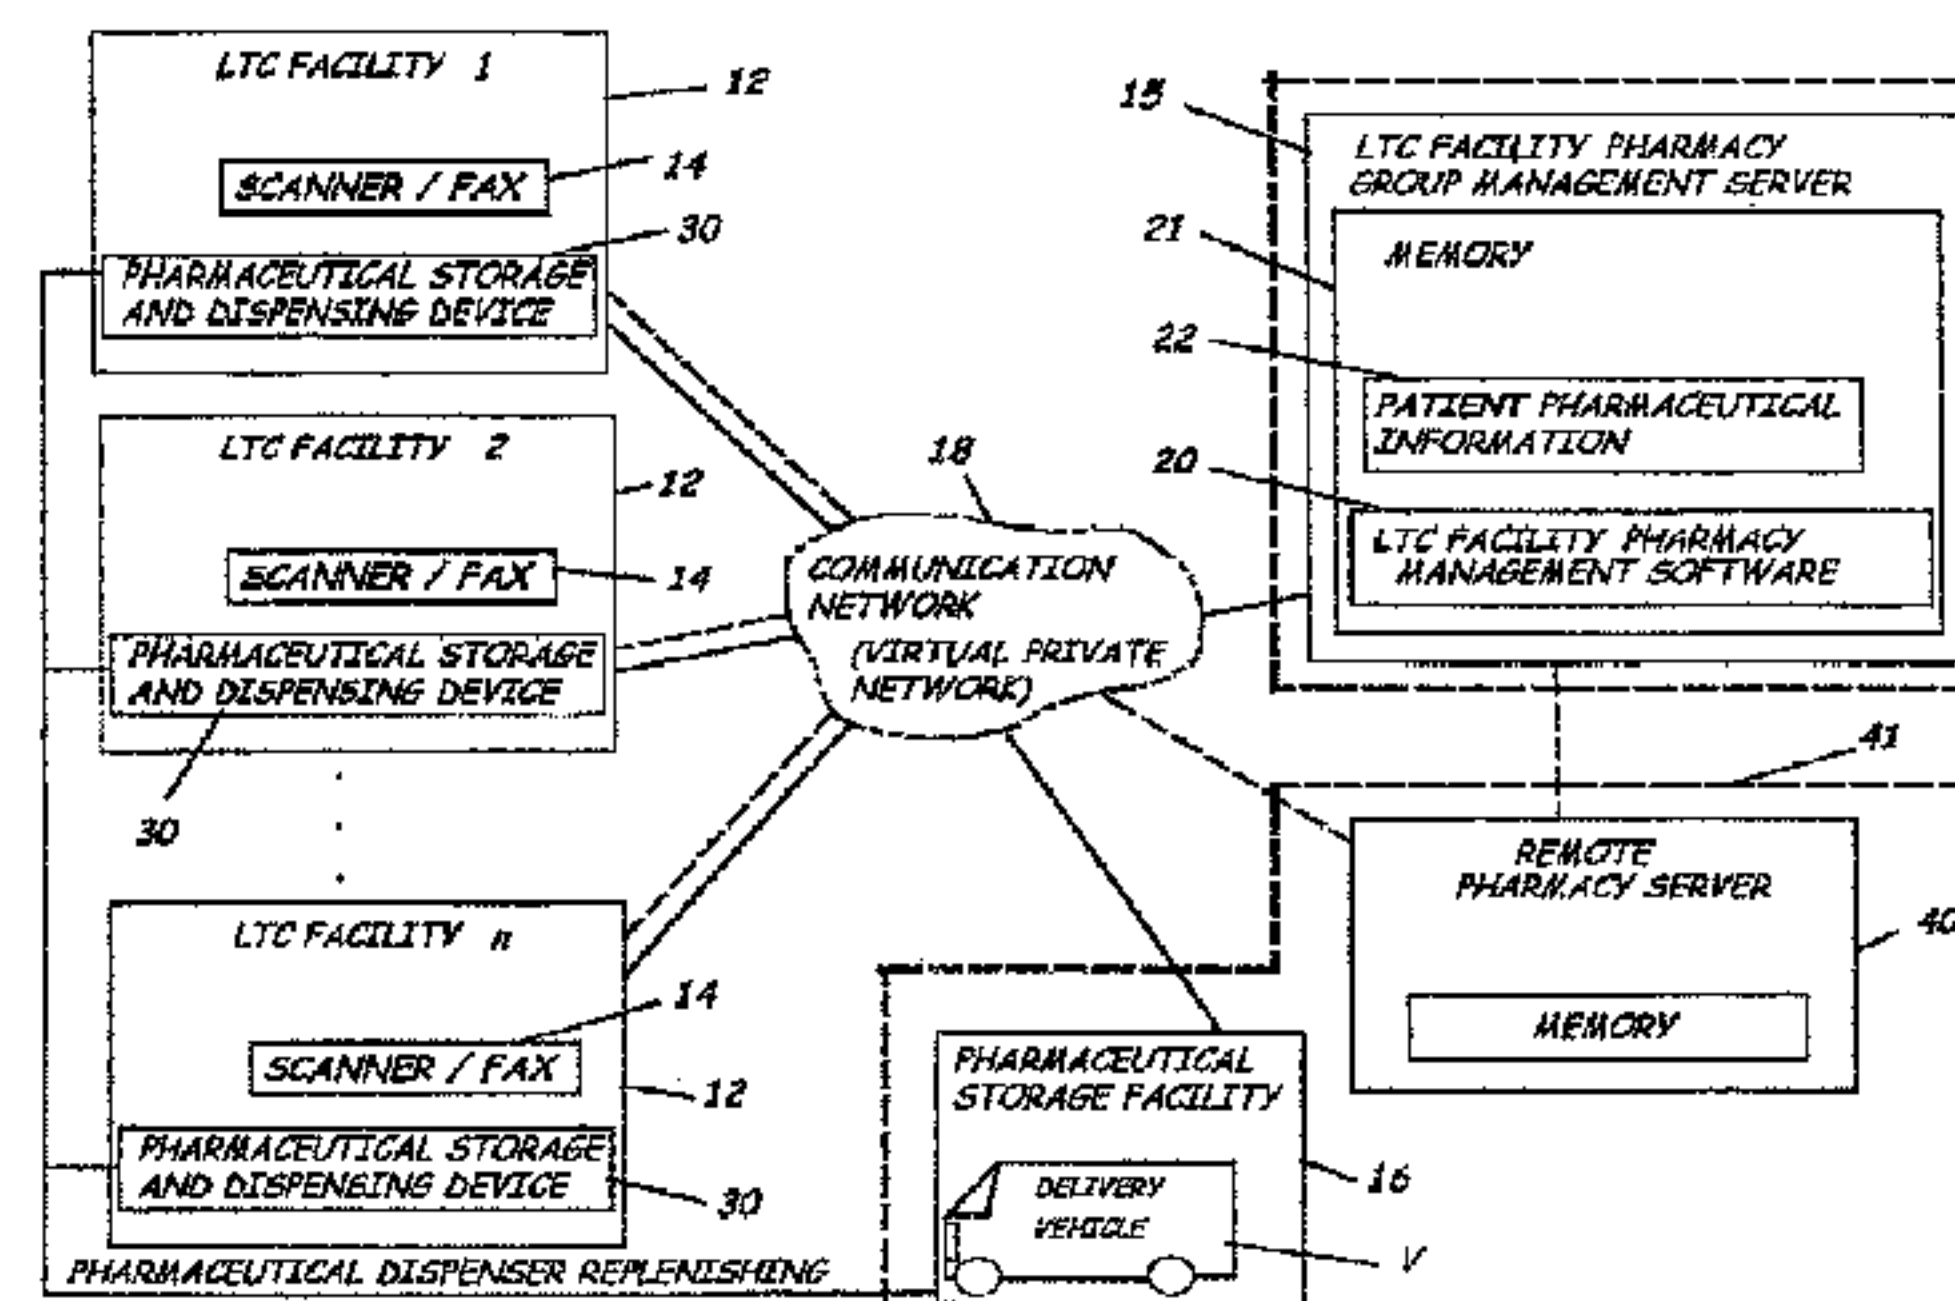 LTC FACILITY 1
12
SCANNER / FAX
14
30
PHARMACEUTICAL STORAGE
AND DISPENSING DEVICE
LTC FACILITY 2
12
SCANNER / FAX
14
PHARMACEUTICAL STORAGE
AND DISPENSING DEVICE
30
LTC FACILITY n
14
SCANNER / FAX
12
PHARMACEUTICAL STORAGE
AND DISPENSING DEVICE
30
PHARMACEUTICAL DISPENSER REPLENISHING
18
COMMUNICATION
NETWORK
(VIRTUAL PRIVATE
NETWORK)
15
LTC FACILITY PHARMACY
GROUP MANAGEMENT SERVER
21
MEMORY
22
PATIENT PHARMACEUTICAL
INFORMATION
20
LTC FACILITY PHARMACY
MANAGEMENT SOFTWARE
41
REMOTE
PHARMACY SERVER
40
MEMORY
PHARMACEUTICAL
STORAGE FACILITY
16
DELIVERY
VEHICLE
V